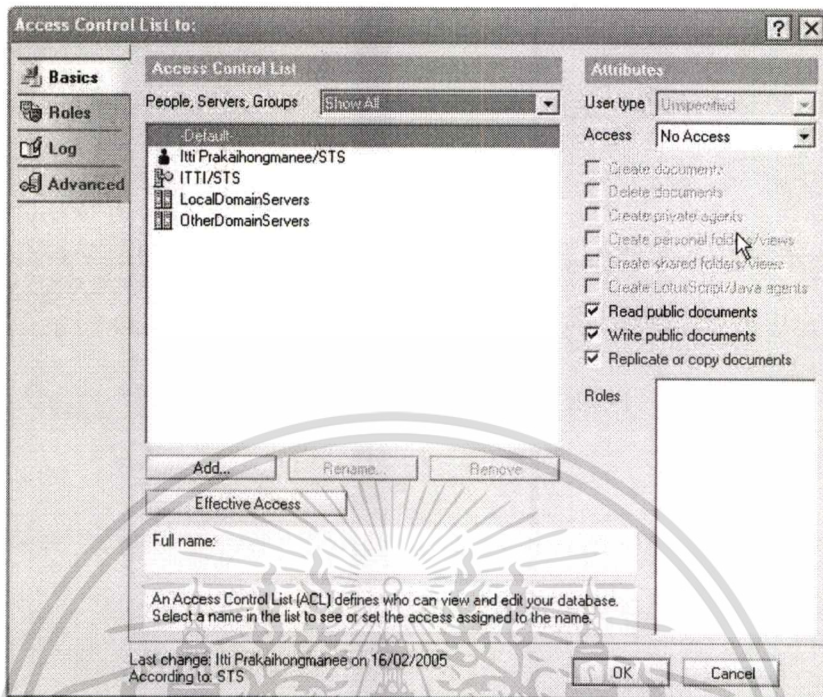 Access Control List to:
Basics
Roles
Log
Advanced
Access Control List
People, Servers, Groups Show All
-Default-
Itti Prakaihongmanee/STS
ITTI/STS
LocalDomainServers
OtherDomainServers
Add...
Rename...
Remove
Effective Access
Full name:
An Access Control List (ACL) defines who can view and edit your database.
Select a name in the list to see or set the access assigned to the name.
Attributes
User type Unspecified
Access No Access
Create documents
Delete documents
Create private agents
Create personal folders/views
Create shared folders/views
Create LotusScript/Java agents
Read public documents
Write public documents
Replicate or copy documents
Roles
Last change: Itti Prakaihongmanee on 16/02/2005
According to: STS
OK
Cancel